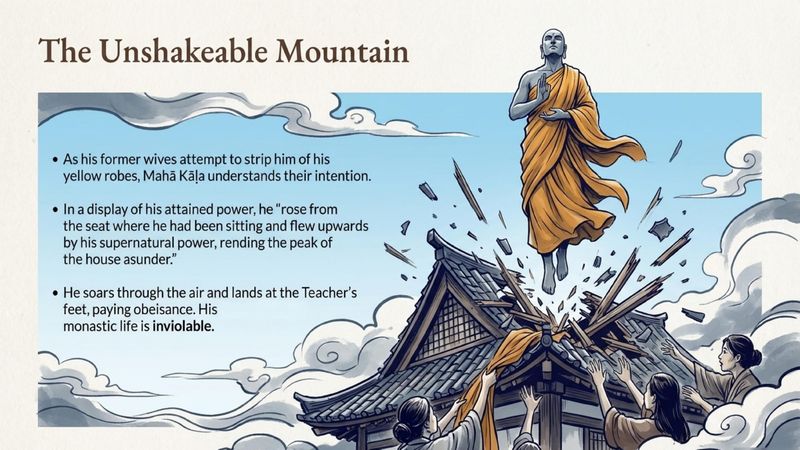 The Unshakeable Mountain
• As his former wives attempt to strip him of his
yellow robes, Mahā Kāḷa understands their intention.
• In a display of his attained power, he “rose from
the seat where he had been sitting and flew upwards
by his supernatural power, rending the peak of
the house asunder.”
• He soars through the air and lands at the Teacher’s
feet, paying obeisance. His
monastic life is inviolable.